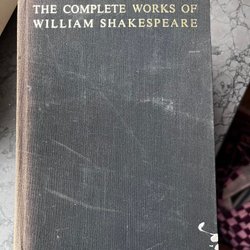 THE COMPLETE WORKS OF
WILLIAM SHAKESPEARE